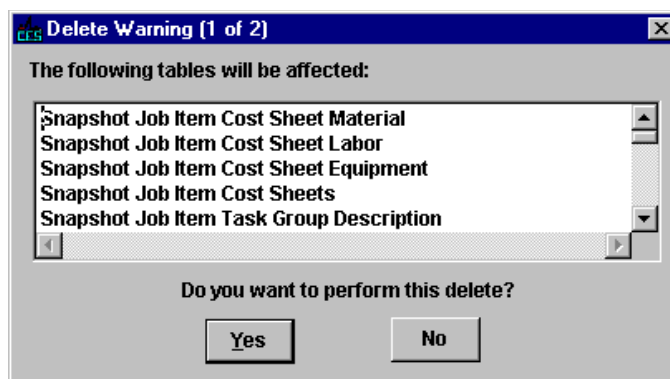 CES Delete Warning (1 of 2)
The following tables will be affected:
Snapshot Job Item Cost Sheet Material
Snapshot Job Item Cost Sheet Labor
Snapshot Job Item Cost Sheet Equipment
Snapshot Job Item Cost Sheets
Snapshot Job Item Task Group Description
Do you want to perform this delete?
Yes No